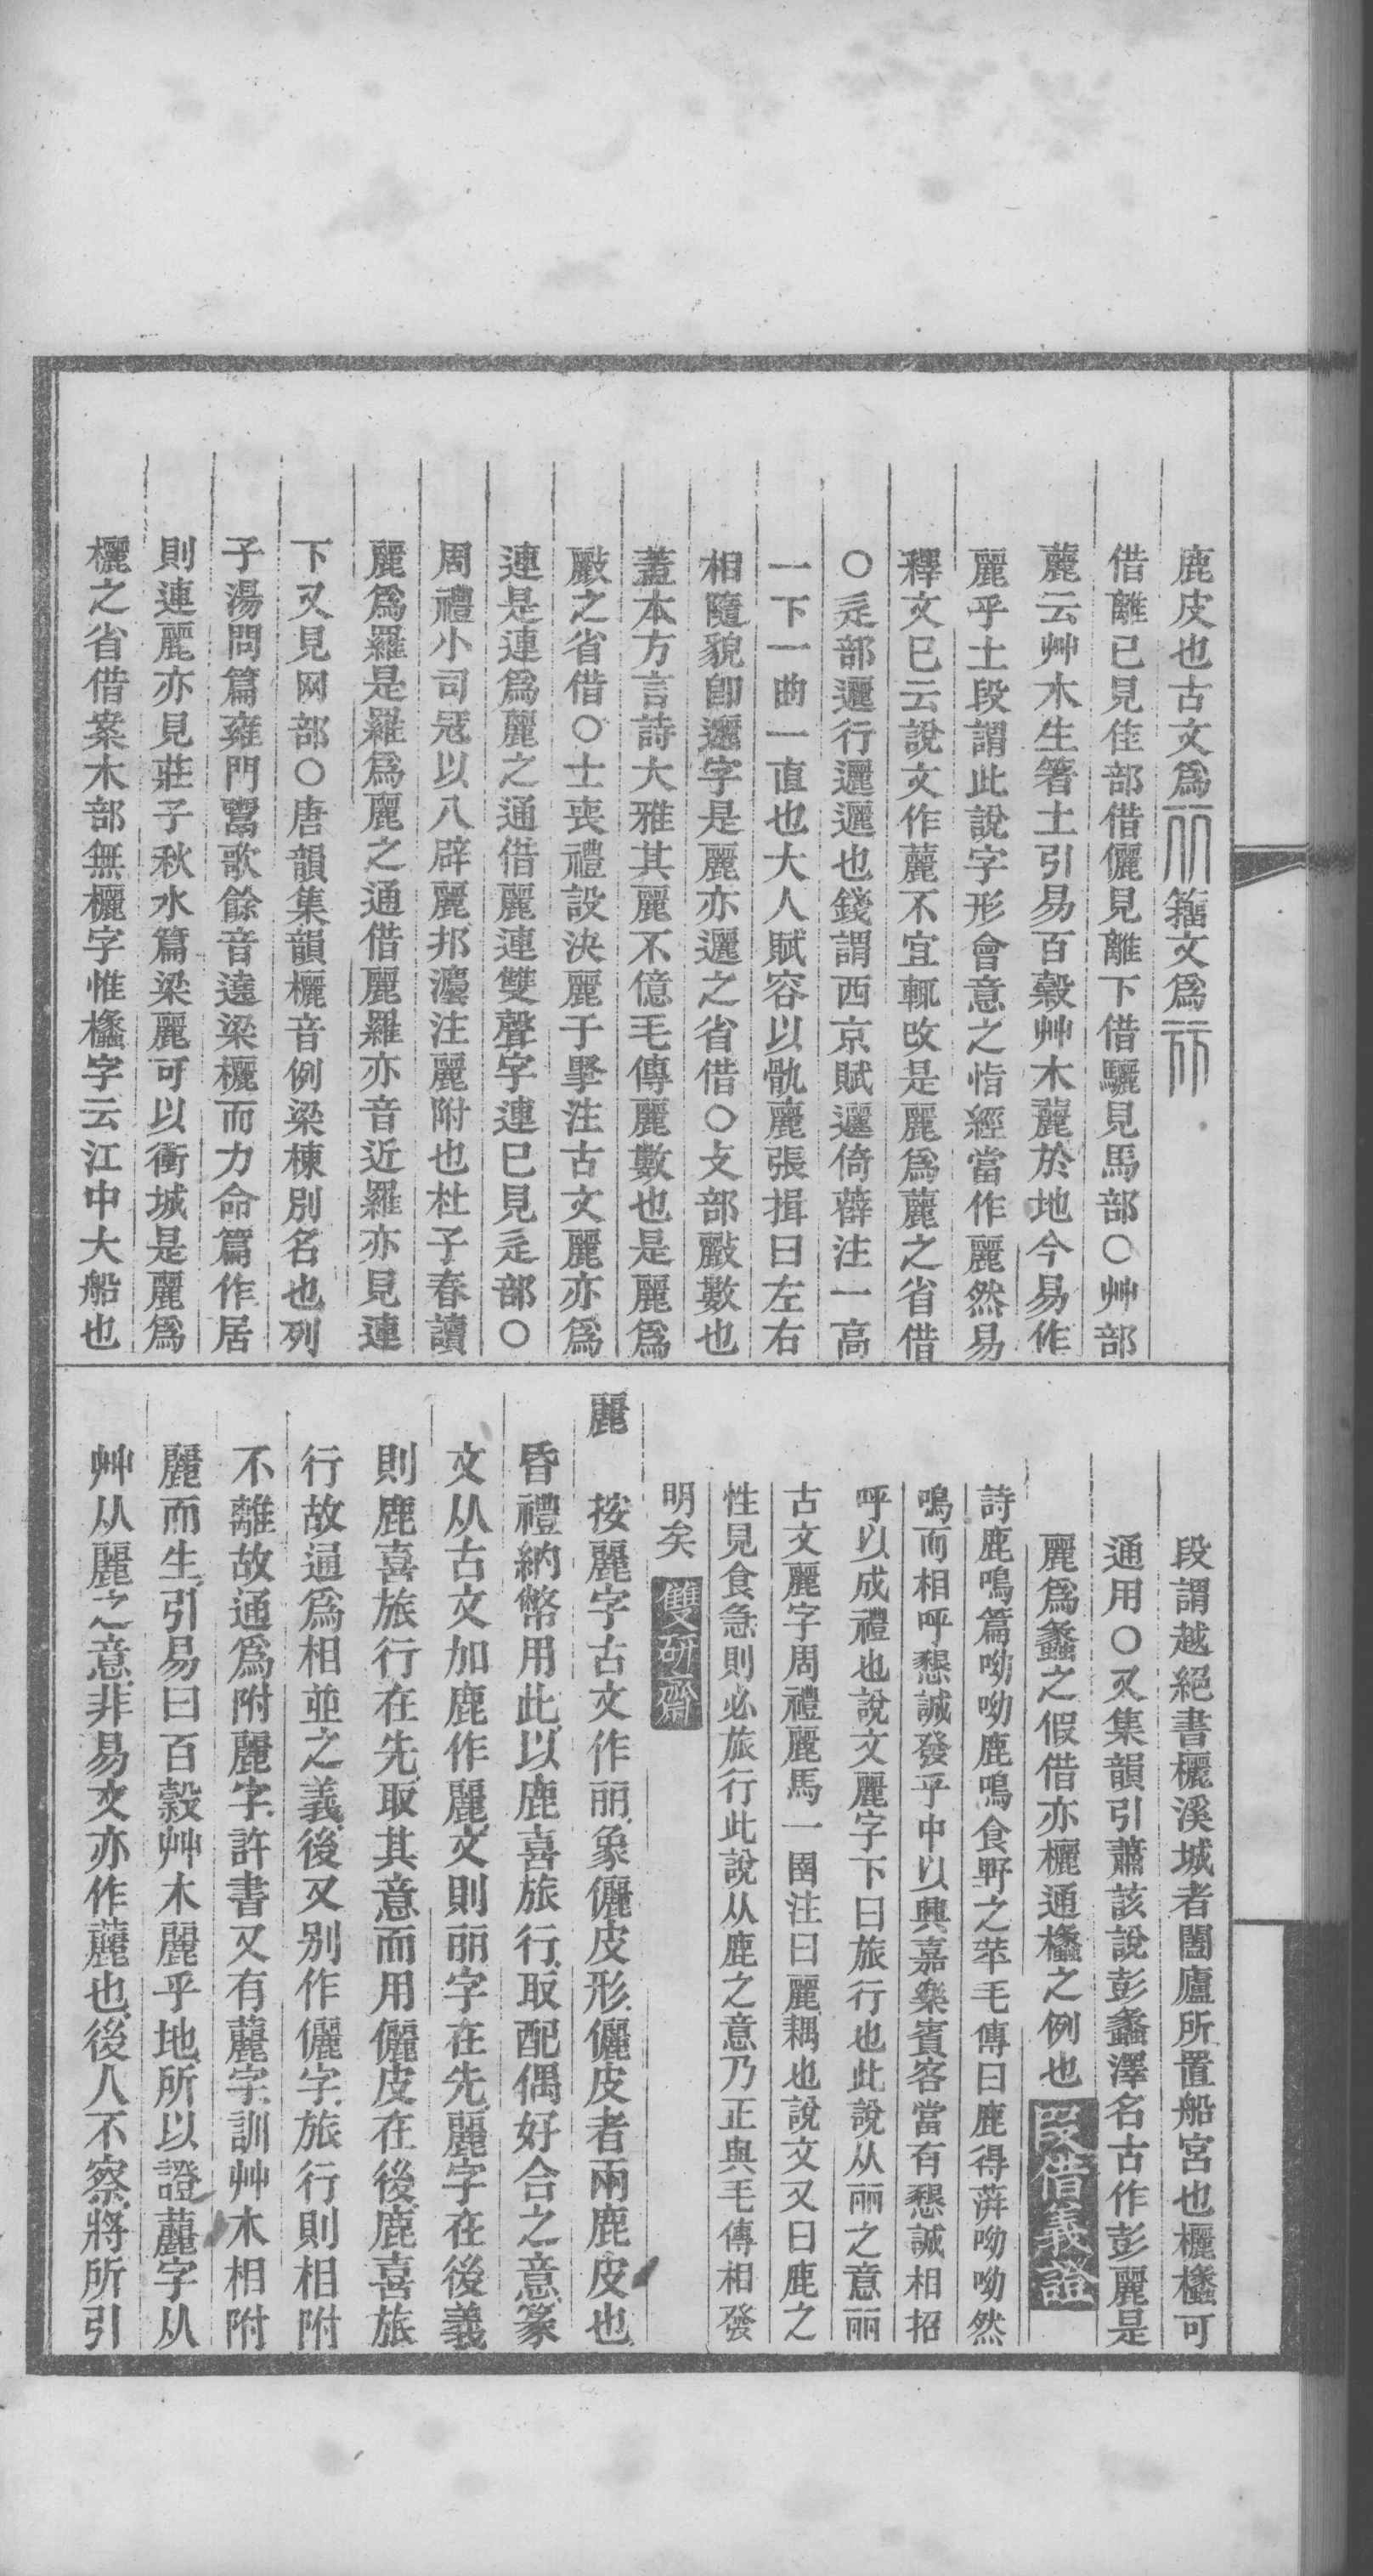 鹿皮也古文爲籒文爲
借離已見隹部借儷見離下借驪見馬部○艸部
麗云艸木生箸土引易百榖艸木麗於地今易作
麗乎土段謂此說字形會意之恉經當作麗然易
釋文已云說文作麗不宜輒改是麗爲麗之省借
○辵部邐行邐邐也錢謂西京賦邐倚薛注一高
一下一曲一直也大人賦容以骫麗張揖曰左右
相隨貌卽邐字是麗亦邐之省借○攴部數也
蓋本方言詩大雅其麗不億毛傳麗數也是麗爲
之省借○士喪禮設決麗于掔注古文麗亦爲
連是連爲麗之通借麗連雙聲字連已見辵部○
周禮小司寇以八辟麗邦灋注麗附也杜子春讀
麗爲羅是羅爲麗之通借麗羅亦音近羅亦見連
下又見网部○唐韻集韻欐音例梁棟別名也列
子湯問篇雍門鬻歌餘音遶梁欐而力命篇作居
則連麗亦見莊子秋水篇梁麗可以衝城是麗爲
欐之省借案木部無欐字惟欚字云江中大船也
段謂越絕書欐溪城者闔廬所置船宮也欐欚可
通用○又集韻引蕭該說彭蠡澤名古作彭麗是
麗爲蠡之假借亦欐通欚之例也叚借義證
詩鹿鳴篇呦呦鹿鳴食野之苹毛傳曰鹿得蓱呦呦然
鳴而相呼懇誠發乎中以興嘉樂賓客當有懇誠相招
呼以成禮也說文麗字下曰旅行也此說从丽之意丽
古文麗字周禮麗馬一圉注曰麗耦也說文又曰鹿之
性見食急則必旅行此說从鹿之意乃正與毛傳相發
明矣雙硏齋
麗 按麗字古文作丽象儷皮形儷皮者兩鹿皮也
昏禮納幣用此以鹿喜旅行取配偶好合之意篆
文从古文加鹿作麗文則丽字在先麗字在後義
則鹿喜旅行在先取其意而用儷皮在後鹿喜旅
行故通爲相並之義後又別作儷字旅行則相附
不離故通爲附麗字許書又有麗字訓艸木相附
麗而生引易曰百榖艸木麗乎地所以證麗字从
艸从麗之意非易文亦作麗也後人不察將所引